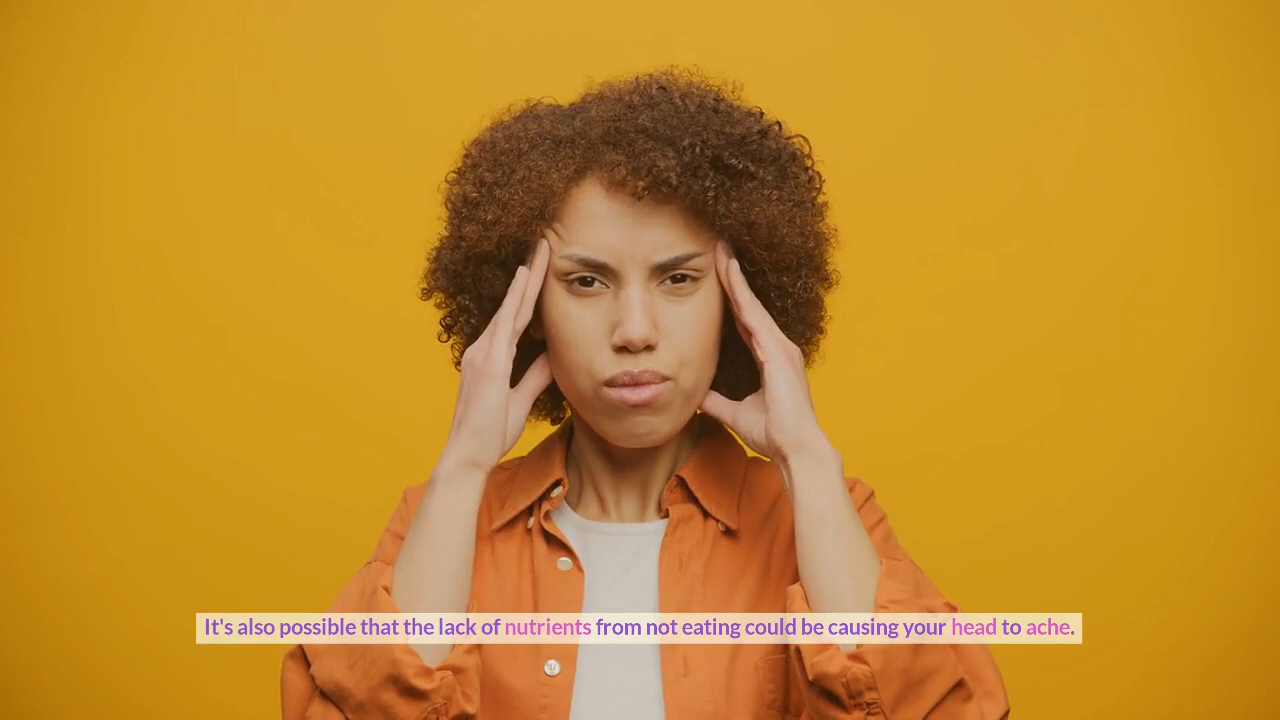 It's also possible that the lack of nutrients from not eating could be causing your head to ache.